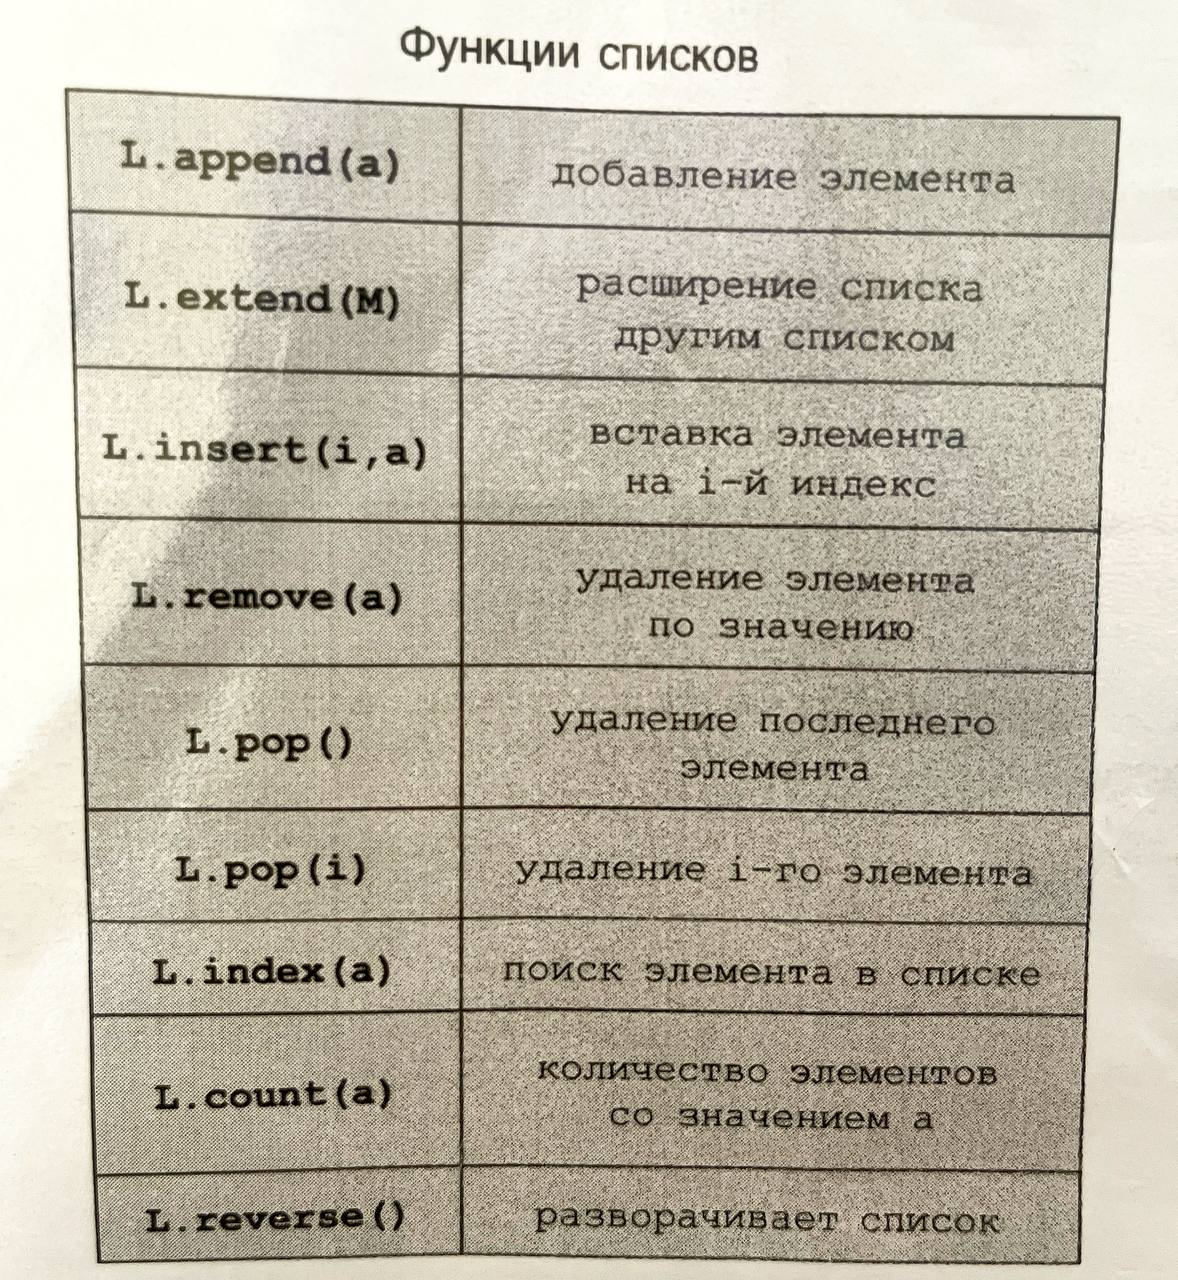 Функции списков
L.append(a)
добавление элемента
L.extend(M)
расширение списка
другим списком
L.insert(i,a)
вставка элемента
на i-й индекс
L.remove(a)
удаление элемента
по значению
L.pop()
удаление последнего
элемента
L.pop(i)
удаление i-го элемента
L.index(a)
поиск элемента в списке
L.count(a)
количество элементов
со значением a
L.reverse()
разворачивает список